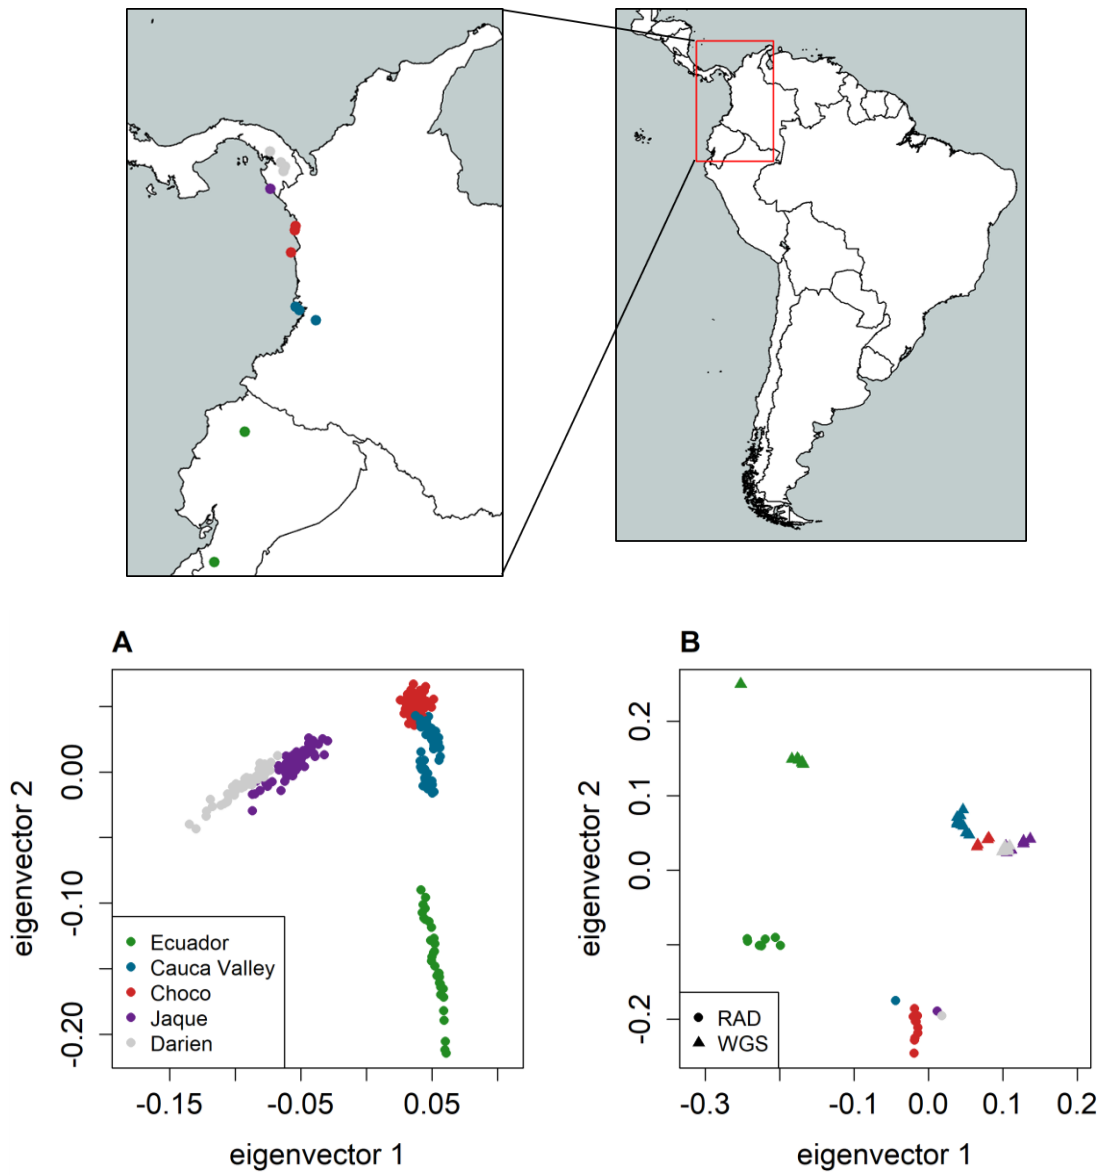 A
B
eigenvector 2
0.00
-0.10
-0.20
Ecuador
Cauca Valley
Choco
Jaque
Darien
-0.15
-0.05
0.05
eigenvector 1
eigenvector 2
0.2
0.1
0.0
-0.2
RAD
WGS
-0.3
-0.1
0.0
0.1
0.2
eigenvector 1